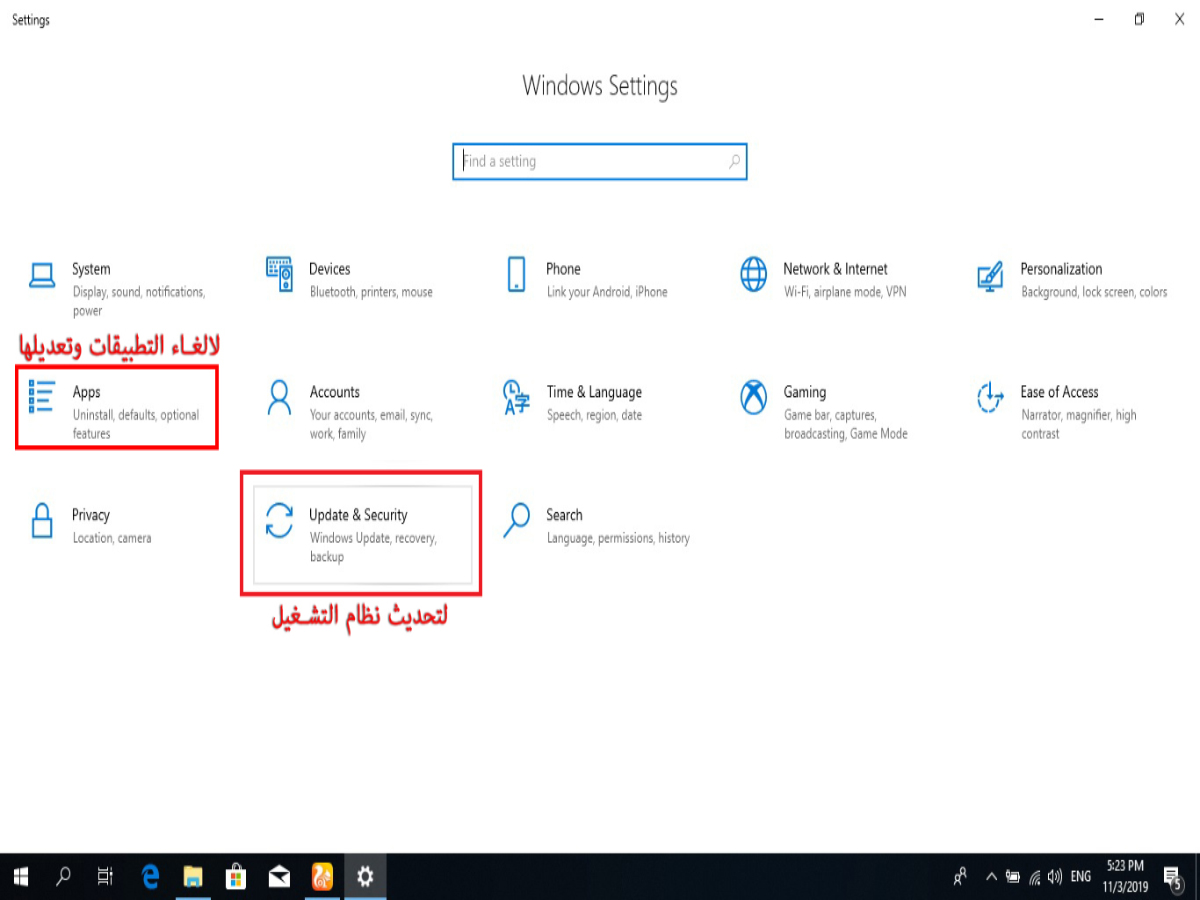 Settings
Windows Settings
Find a setting
System
Display, sound, notifications,
power
Devices
Bluetooth, printers, mouse
Phone
Link your Android, iPhone
Network & Internet
Wi-Fi, airplane mode, VPN
Personalization
Background, lock screen, colors
لالغاء التطبيقات وتعديلها
Apps
Uninstall, defaults, optional
features
Accounts
Your accounts, email, sync,
work, family
Time & Language
Speech, region, date
Gaming
Game bar, captures,
broadcasting, Game Mode
Ease of Access
Narrator, magnifier, high
contrast
Privacy
Location, camera
Update & Security
Windows Update, recovery,
backup
Search
Language, permissions, history
لتحديث نظام التشغيل
ENG
5:23 PM
11/3/2019
5